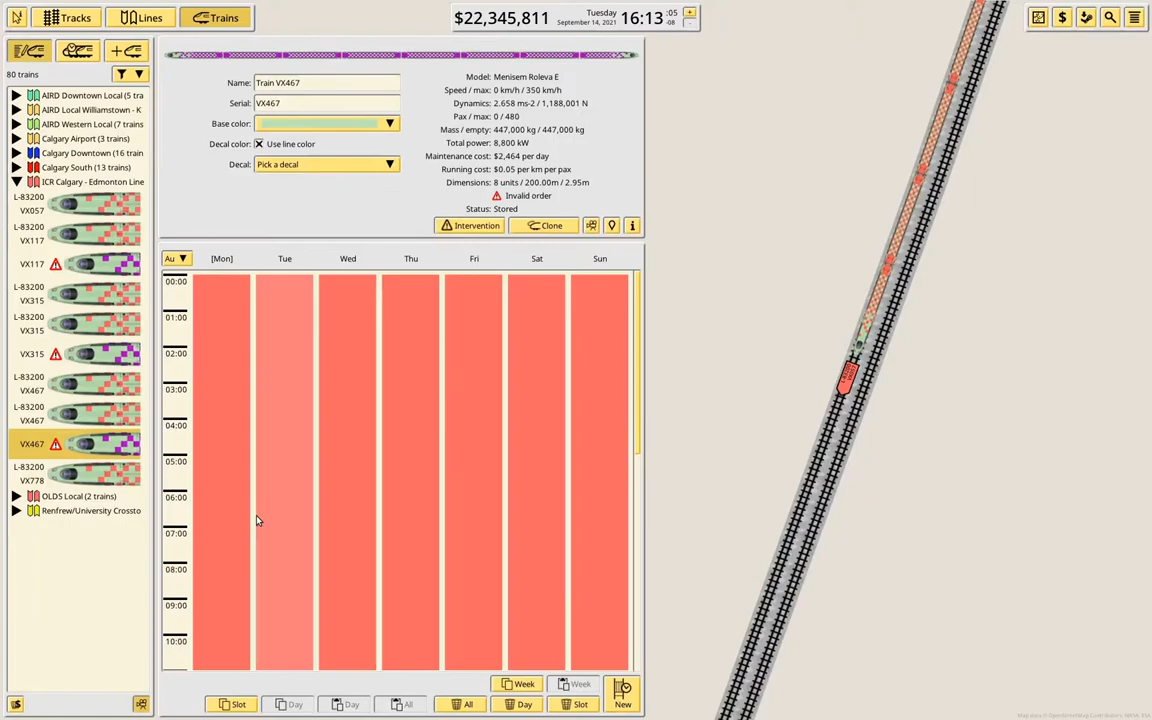 Tracks
Lines
Trains
$22,345,811
Tuesday
September 14, 2021
16:13
:05
-08
+
-
80 trains
AIRD Downtown Local (5 tra
AIRD Local Williamstown - K
AIRD Western Local (7 trains
Calgary Airport (3 trains)
Calgary Downtown (16 train
Calgary South (13 trains)
ICR Calgary - Edmonton Line
L-83200
VX057
L-83200
VX117
VX117
L-83200
VX315
L-83200
VX315
VX315
L-83200
VX467
L-83200
VX467
VX467
L-83200
VX778
OLDS Local (2 trains)
Renfrew/University Crossto
Name: Train VX467
Serial: VX467
Base color:
Decal color: Use line color
Decal: Pick a decal
Model: Menisem Roleva E
Speed / max: 0 km/h / 350 km/h
Dynamics: 2.658 ms-2 / 1,188,001 N
Pax / max: 0 / 480
Mass / empty: 447,000 kg / 447,000 kg
Total power: 8,800 kW
Maintenance cost: $2,464 per day
Running cost: $0.05 per km per pax
Dimensions: 8 units / 200.00m / 2.95m
Invalid order
Status: Stored
Intervention
Clone
Au
[Mon] Tue Wed Thu Fri Sat Sun
00:00
01:00
02:00
03:00
04:00
05:00
06:00
07:00
08:00
09:00
10:00
Week
Week
Slot
Day
Day
All
All
Day
Slot
New